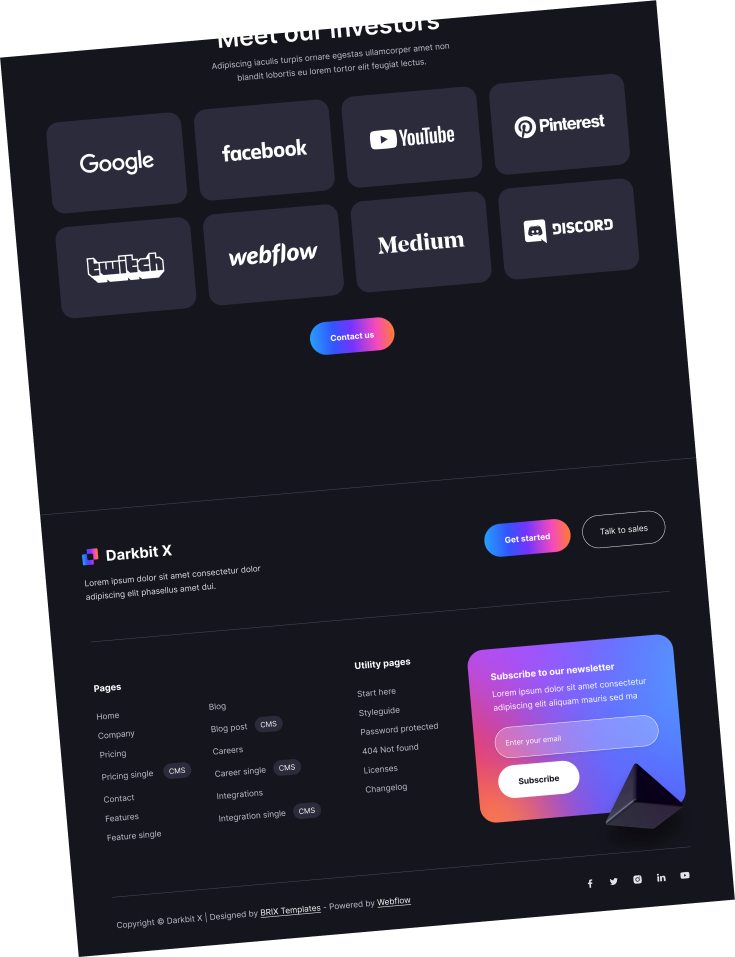 Meet our investors
Adipiscing iaculis turpis ornare egestas ullamcorper amet non
blandit lobortis eu lorem tortor elit feugiat lectus.
Google
facebook
YouTube
Pinterest
twitch
webflow
Medium
DISCORD
Contact us
Darkbit X
Lorem ipsum dolor sit amet consectetur dolor
adipiscing elit phasellus amet dui.
Get started
Talk to sales
Pages
Home
Company
Pricing
Pricing single CMS
Contact
Features
Feature single
Blog
Blog post CMS
Careers
Career single CMS
Integrations
Integration single CMS
Utility pages
Start here
Styleguide
Password protected
404 Not found
Licenses
Changelog
Subscribe to our newsletter
Lorem ipsum dolor sit amet consectetur
adipiscing elit aliquam mauris sed ma
Enter your email
Subscribe
Copyright © Darkbit X | Designed by BRIX Templates - Powered by Webflow